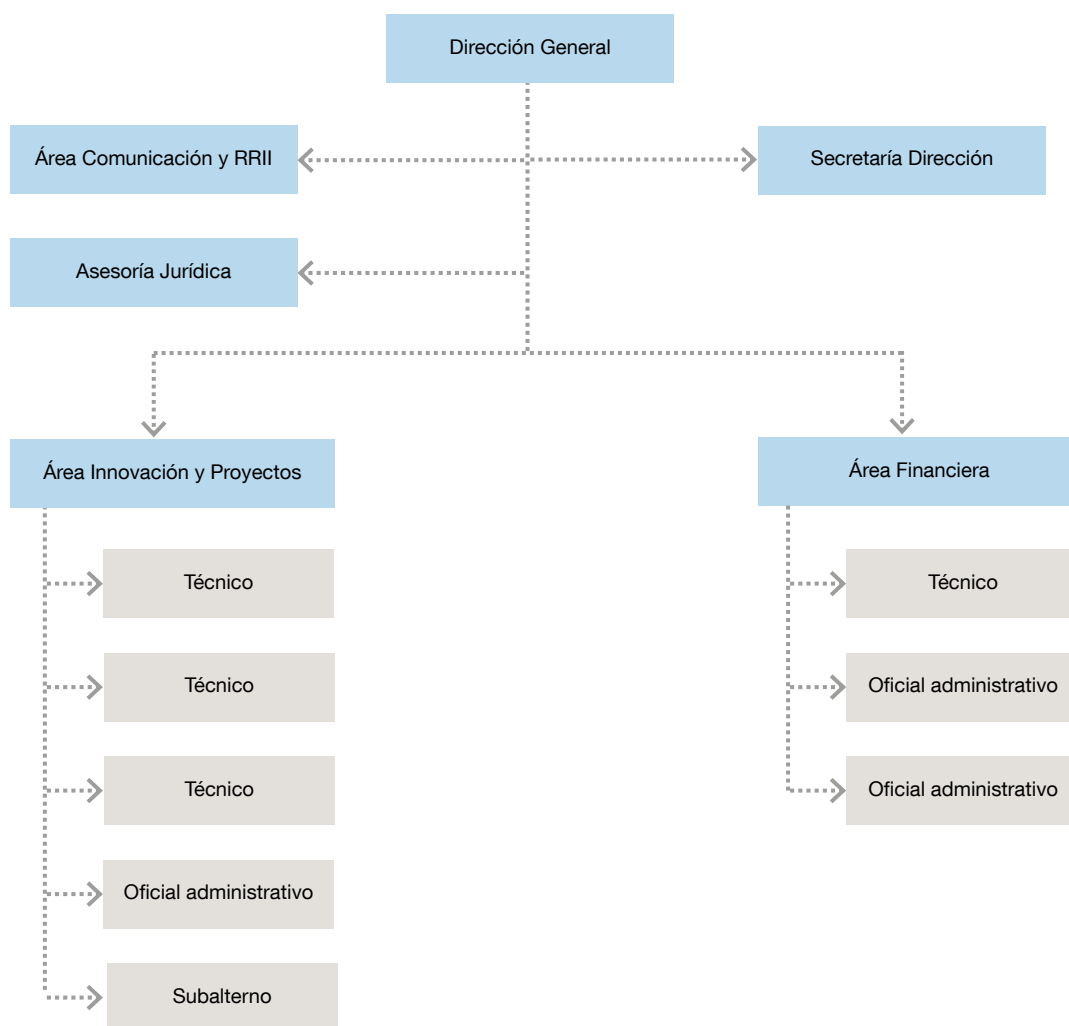 Dirección General
Área Comunicación y RRII
Secretaría Dirección
Asesoría Jurídica
Área Innovación y Proyectos
Área Financiera
Técnico
Técnico
Técnico
Oficial administrativo
Subalterno
Técnico
Oficial administrativo
Oficial administrativo